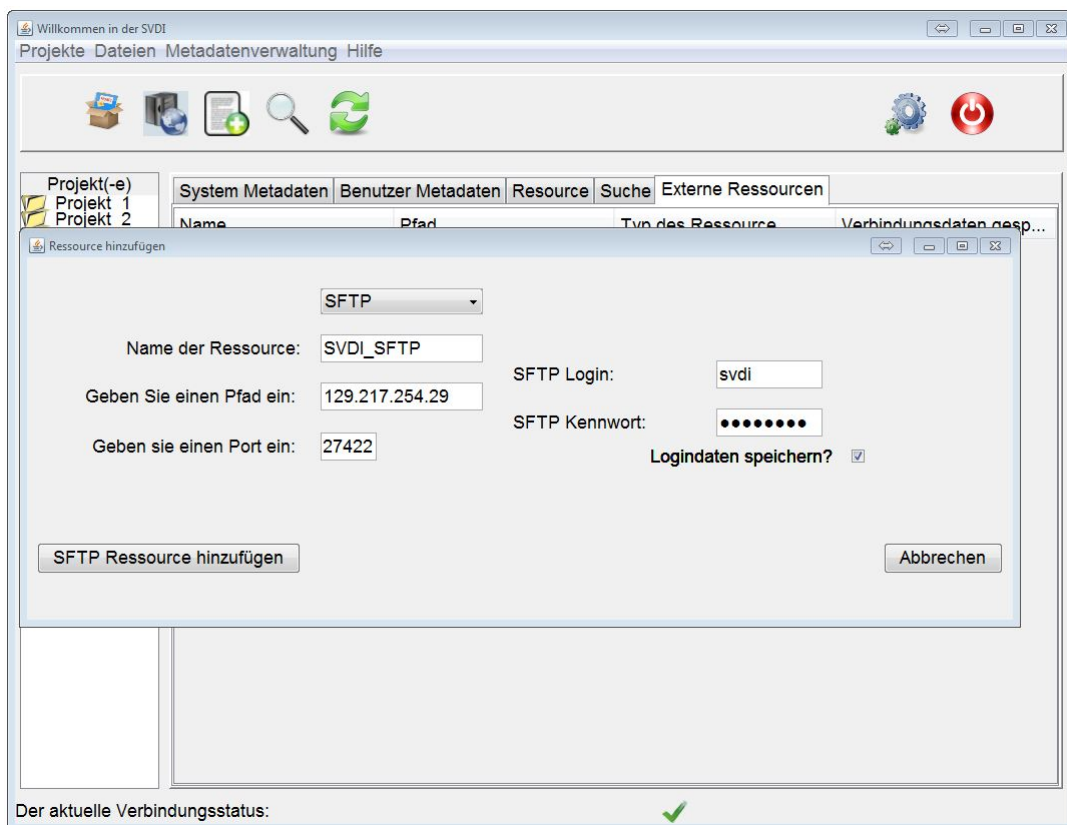 Willkommen in der SVDI
Projekte Dateien Metadatenverwaltung Hilfe
Projekt(-e)
Projekt 1
Projekt 2
System Metadaten Benutzer Metadaten Resource Suche Externe Ressourcen
Name Pfad Typ des Ressource Verbindungsdaten gesp...
Ressource hinzufügen
SFTP
Name der Ressource: SVDI_SFTP
SFTP Login: svdi
Geben Sie einen Pfad ein: 129.217.254.29
SFTP Kennwort: ●●●●●●●●
Geben sie einen Port ein: 27422
Logindaten speichern?
SFTP Ressource hinzufügen Abbrechen
Der aktuelle Verbindungsstatus: